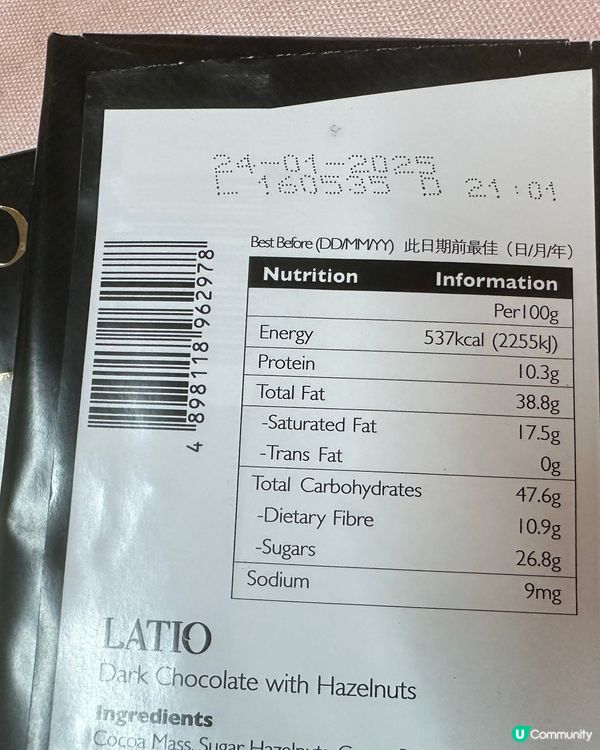 24-01-2025
L 160535 D 21:01
Best Before (DD/MM/YY) 此日期前最佳（日/月/年）
4 898118 962978
Nutrition Information
Per100g
Energy 537kcal (2255kJ)
Protein 10.3g
Total Fat 38.8g
-Saturated Fat 17.5g
-Trans Fat 0g
Total Carbohydrates 47.6g
-Dietary Fibre 10.9g
-Sugars 26.8g
Sodium 9mg
LATIO
Dark Chocolate with Hazelnuts
Ingredients
Cocoa Mass, Sugar
U Community